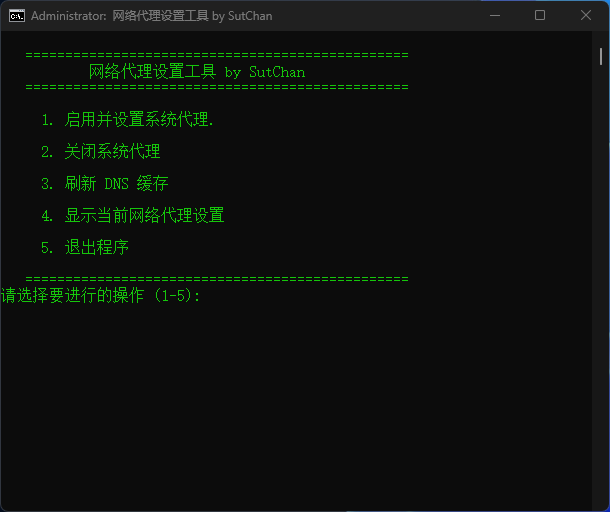 Administrator: 网络代理设置工具 by SutChan
================================================
网络代理设置工具 by SutChan
================================================
1. 启用并设置系统代理.
2. 关闭系统代理
3. 刷新 DNS 缓存
4. 显示当前网络代理设置
5. 退出程序
================================================
请选择要进行的操作 (1-5):